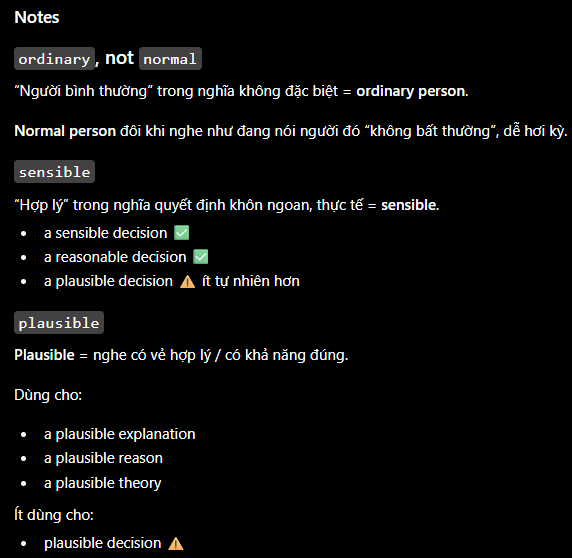 Notes
ordinary, not normal
“Người bình thường” trong nghĩa không đặc biệt = ordinary person.
Normal person đôi khi nghe như đang nói người đó “không bất thường”, dễ hơi kỳ.
sensible
“Hợp lý” trong nghĩa quyết định khôn ngoan, thực tế = sensible.
• a sensible decision ✅
• a reasonable decision ✅
• a plausible decision ⚠️ ít tự nhiên hơn
plausible
Plausible = nghe có vẻ hợp lý / có khả năng đúng.
Dùng cho:
• a plausible explanation
• a plausible reason
• a plausible theory
Ít dùng cho:
• plausible decision ⚠️